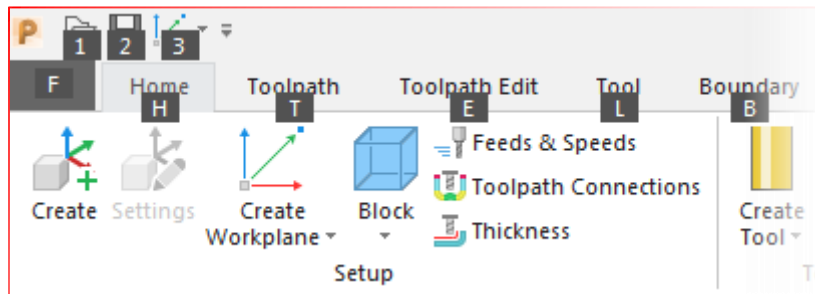 P
1 2 3
F Home Toolpath Toolpath Edit Tool Boundary
H T E L B
Feeds & Speeds
Toolpath Connections
Thickness
Create Settings Create Workplane Block Create Tool
Setup T